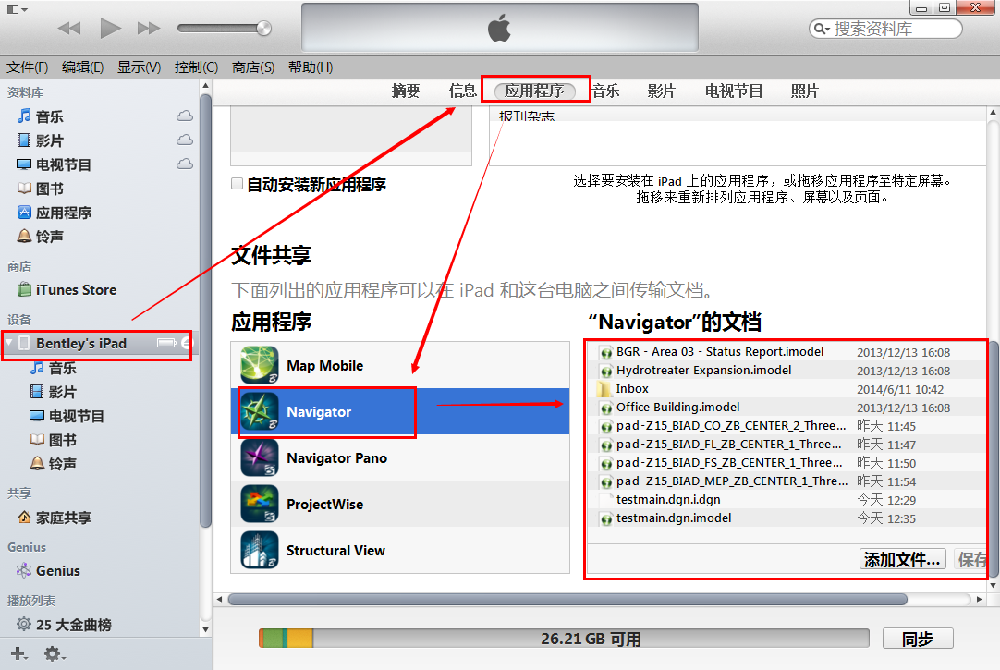 搜索资料库
文件(F) 编辑(E) 显示(V) 控制(C) 商店(S) 帮助(H)
资料库
音乐
影片
电视节目
图书
应用程序
铃声
商店
iTunes Store
设备
Bentley's iPad
音乐
影片
电视节目
图书
铃声
共享
家庭共享
Genius
Genius
播放列表
25 大金曲榜
摘要 信息 应用程序 音乐 影片 电视节目 照片
报刊杂志
自动安装新应用程序
选择要安装在 iPad 上的应用程序，或拖移应用程序至特定屏幕。
拖移来重新排列应用程序、屏幕以及页面。
文件共享
下面列出的应用程序可以在 iPad 和这台电脑之间传输文档。
应用程序
Map Mobile
Navigator
Navigator Pano
ProjectWise
Structural View
“Navigator”的文档
BGR - Area 03 - Status Report.imodel 2013/12/13 16:08
Hydrotreater Expansion.imodel 2013/12/13 16:08
Inbox 2014/6/11 10:42
Office Building.imodel 2013/12/13 16:08
pad-Z15_BIAD_CO_ZB_CENTER_2_Three... 昨天 11:45
pad-Z15_BIAD_FL_ZB_CENTER_1_Three... 昨天 11:47
pad-Z15_BIAD_FS_ZB_CENTER_1_Three... 昨天 11:50
pad-Z15_BIAD_MEP_ZB_CENTER_1_Thre... 昨天 11:54
testmain.dgn.i.dgn 今天 12:29
testmain.dgn.imodel 今天 12:35
添加文件... 保存
26.21 GB 可用
同步